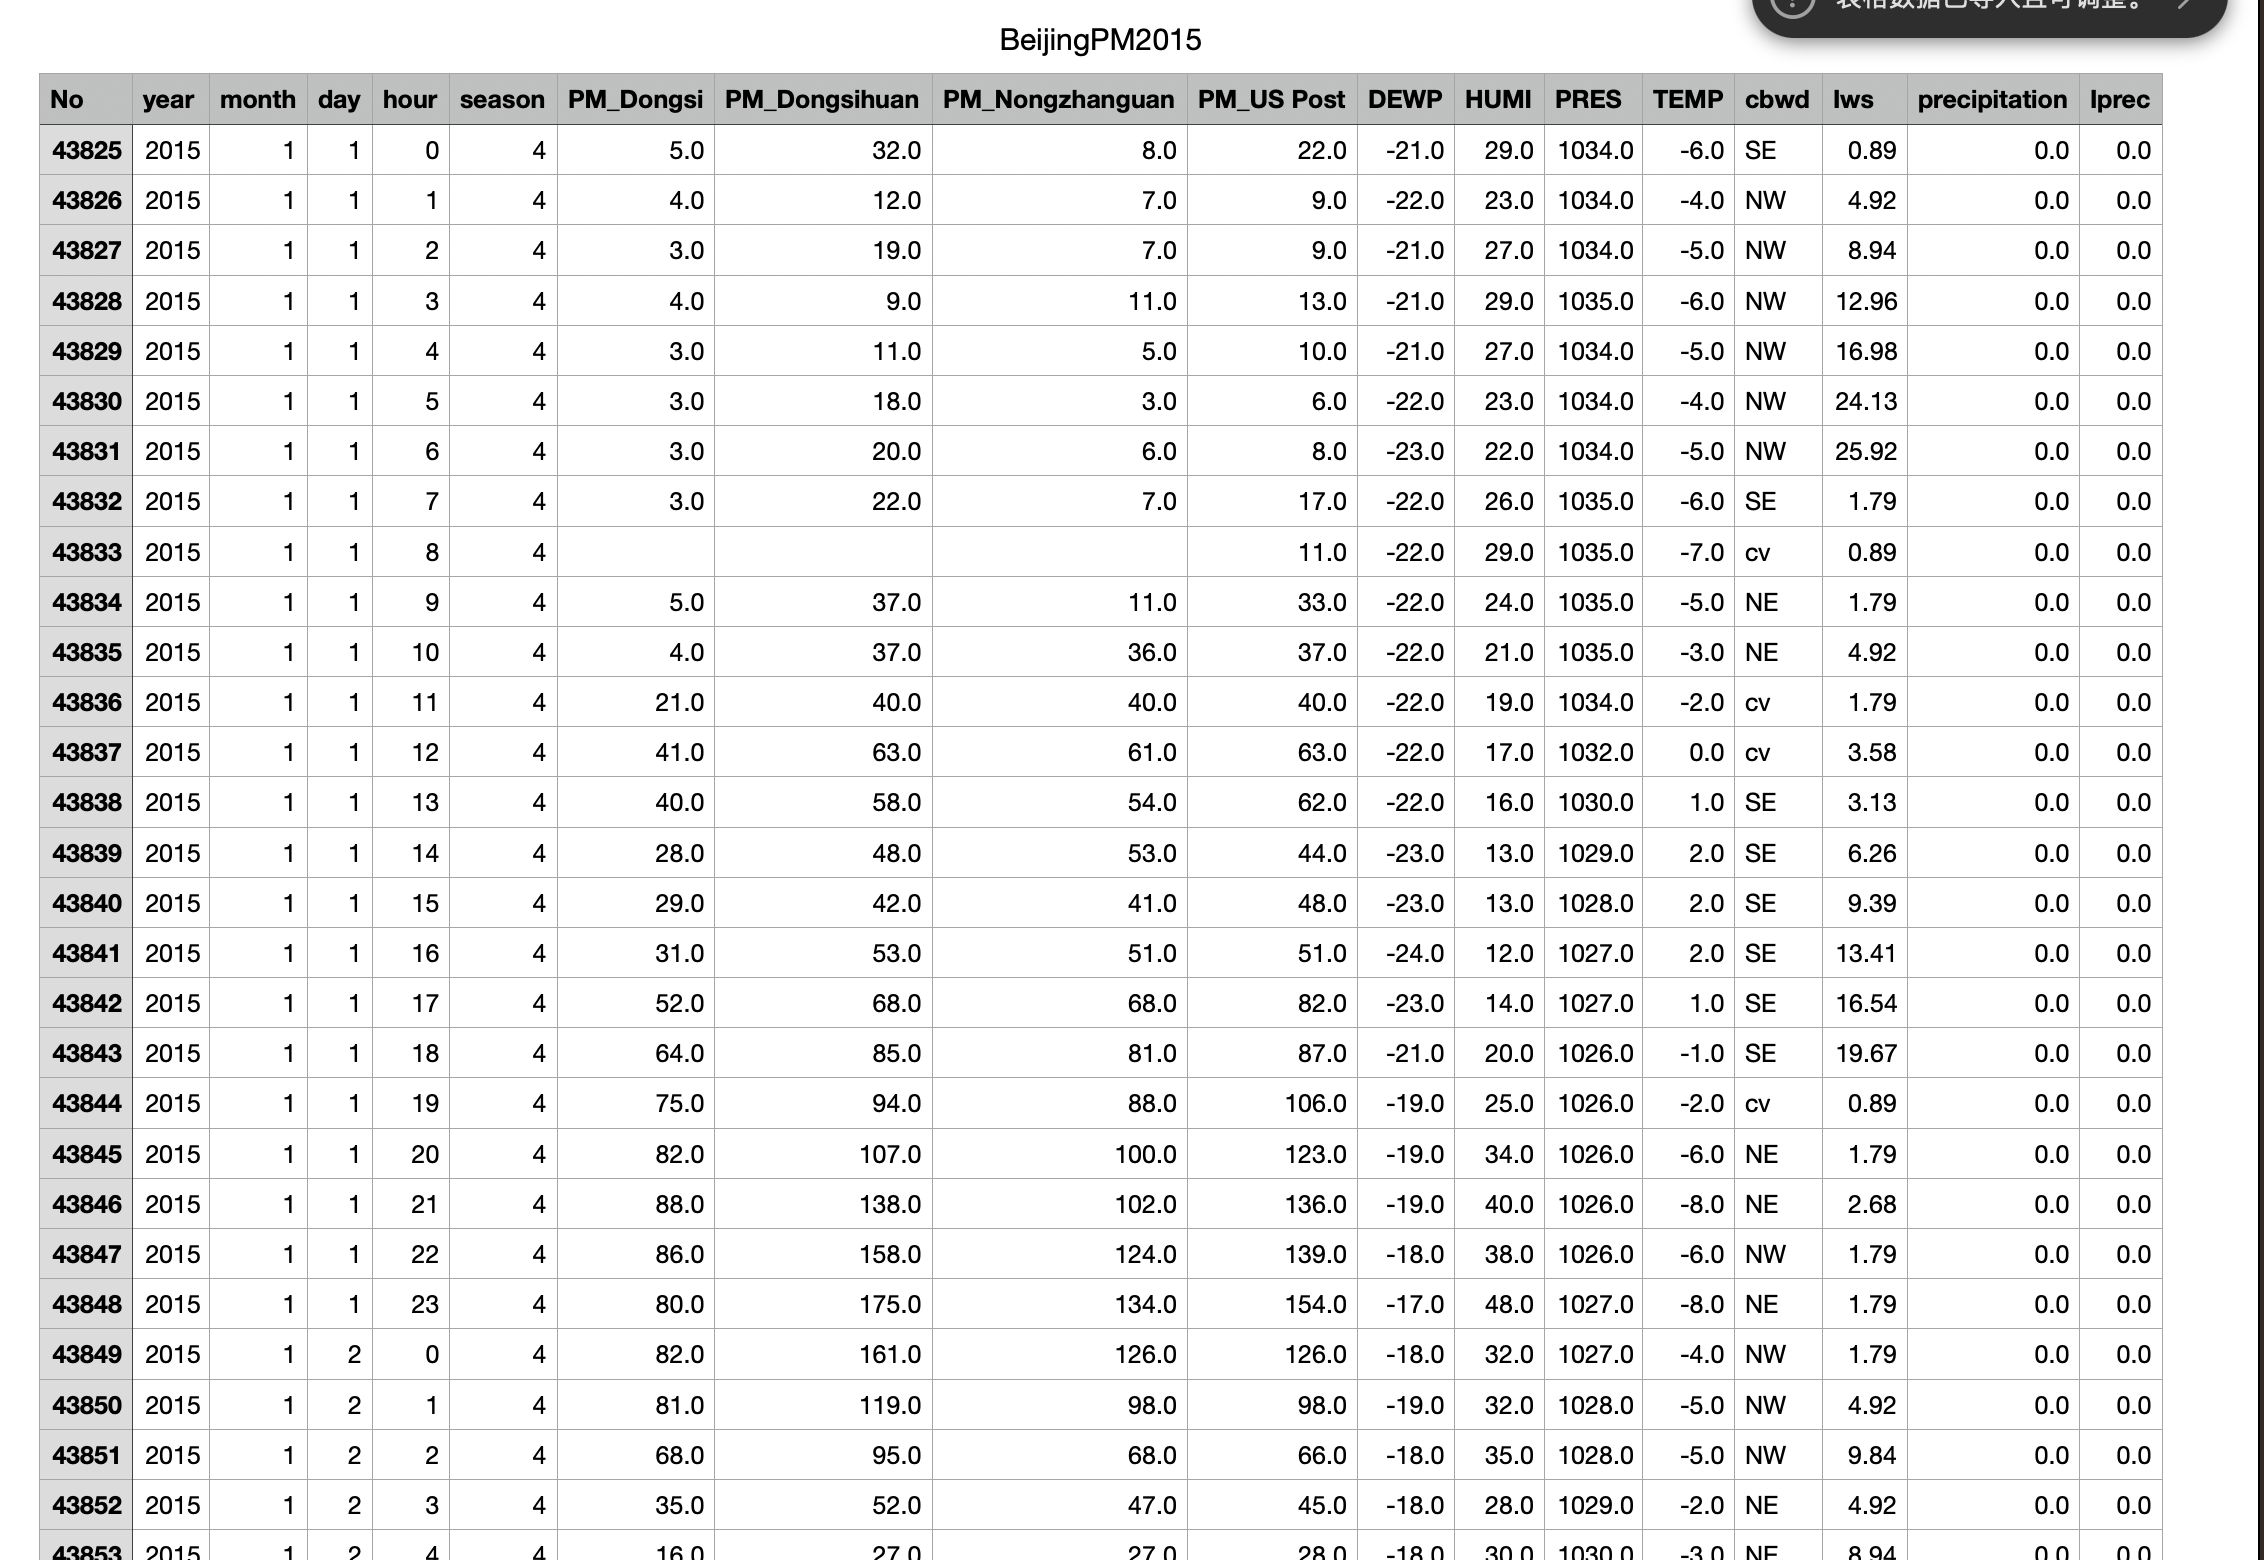 表格数据已导入且可调整。
BeijingPM2015
No year month day hour season PM_Dongsi PM_Dongsihuan PM_Nongzhanguan PM_US Post DEWP HUMI PRES TEMP cbwd Iws precipitation Iprec
43825 2015 1 1 0 4 5.0 32.0 8.0 22.0 -21.0 29.0 1034.0 -6.0 SE 0.89 0.0 0.0
43826 2015 1 1 1 4 4.0 12.0 7.0 9.0 -22.0 23.0 1034.0 -4.0 NW 4.92 0.0 0.0
43827 2015 1 1 2 4 3.0 19.0 7.0 9.0 -21.0 27.0 1034.0 -5.0 NW 8.94 0.0 0.0
43828 2015 1 1 3 4 4.0 9.0 11.0 13.0 -21.0 29.0 1035.0 -6.0 NW 12.96 0.0 0.0
43829 2015 1 1 4 4 3.0 11.0 5.0 10.0 -21.0 27.0 1034.0 -5.0 NW 16.98 0.0 0.0
43830 2015 1 1 5 4 3.0 18.0 3.0 6.0 -22.0 23.0 1034.0 -4.0 NW 24.13 0.0 0.0
43831 2015 1 1 6 4 3.0 20.0 6.0 8.0 -23.0 22.0 1034.0 -5.0 NW 25.92 0.0 0.0
43832 2015 1 1 7 4 3.0 22.0 7.0 17.0 -22.0 26.0 1035.0 -6.0 SE 1.79 0.0 0.0
43833 2015 1 1 8 4 11.0 -22.0 29.0 1035.0 -7.0 cv 0.89 0.0 0.0
43834 2015 1 1 9 4 5.0 37.0 11.0 33.0 -22.0 24.0 1035.0 -5.0 NE 1.79 0.0 0.0
43835 2015 1 1 10 4 4.0 37.0 36.0 37.0 -22.0 21.0 1035.0 -3.0 NE 4.92 0.0 0.0
43836 2015 1 1 11 4 21.0 40.0 40.0 40.0 -22.0 19.0 1034.0 -2.0 cv 1.79 0.0 0.0
43837 2015 1 1 12 4 41.0 63.0 61.0 63.0 -22.0 17.0 1032.0 0.0 cv 3.58 0.0 0.0
43838 2015 1 1 13 4 40.0 58.0 54.0 62.0 -22.0 16.0 1030.0 1.0 SE 3.13 0.0 0.0
43839 2015 1 1 14 4 28.0 48.0 53.0 44.0 -23.0 13.0 1029.0 2.0 SE 6.26 0.0 0.0
43840 2015 1 1 15 4 29.0 42.0 41.0 48.0 -23.0 13.0 1028.0 2.0 SE 9.39 0.0 0.0
43841 2015 1 1 16 4 31.0 53.0 51.0 51.0 -24.0 12.0 1027.0 2.0 SE 13.41 0.0 0.0
43842 2015 1 1 17 4 52.0 68.0 68.0 82.0 -23.0 14.0 1027.0 1.0 SE 16.54 0.0 0.0
43843 2015 1 1 18 4 64.0 85.0 81.0 87.0 -21.0 20.0 1026.0 -1.0 SE 19.67 0.0 0.0
43844 2015 1 1 19 4 75.0 94.0 88.0 106.0 -19.0 25.0 1026.0 -2.0 cv 0.89 0.0 0.0
43845 2015 1 1 20 4 82.0 107.0 100.0 123.0 -19.0 34.0 1026.0 -6.0 NE 1.79 0.0 0.0
43846 2015 1 1 21 4 88.0 138.0 102.0 136.0 -19.0 40.0 1026.0 -8.0 NE 2.68 0.0 0.0
43847 2015 1 1 22 4 86.0 158.0 124.0 139.0 -18.0 38.0 1026.0 -6.0 NW 1.79 0.0 0.0
43848 2015 1 1 23 4 80.0 175.0 134.0 154.0 -17.0 48.0 1027.0 -8.0 NE 1.79 0.0 0.0
43849 2015 1 2 0 4 82.0 161.0 126.0 126.0 -18.0 32.0 1027.0 -4.0 NW 1.79 0.0 0.0
43850 2015 1 2 1 4 81.0 119.0 98.0 98.0 -19.0 32.0 1028.0 -5.0 NW 4.92 0.0 0.0
43851 2015 1 2 2 4 68.0 95.0 68.0 66.0 -18.0 35.0 1028.0 -5.0 NW 9.84 0.0 0.0
43852 2015 1 2 3 4 35.0 52.0 47.0 45.0 -18.0 28.0 1029.0 -2.0 NE 4.92 0.0 0.0
43853 2015 1 2 4 4 16.0 27.0 27.0 28.0 -18.0 30.0 1030.0 -3.0 NE 8.94 0.0 0.0